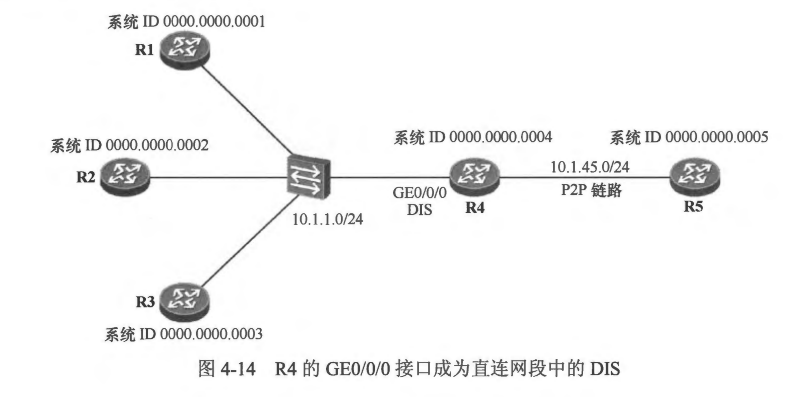 系统 ID 0000.0000.0001
R1
系统 ID 0000.0000.0002
R2
系统 ID 0000.0000.0004
系统 ID 0000.0000.0005
10.1.45.0/24
P2P 链路
GE0/0/0
DIS
R4
R5
10.1.1.0/24
R3
系统 ID 0000.0000.0003
图 4-14 R4 的 GE0/0/0 接口成为直连网段中的 DIS